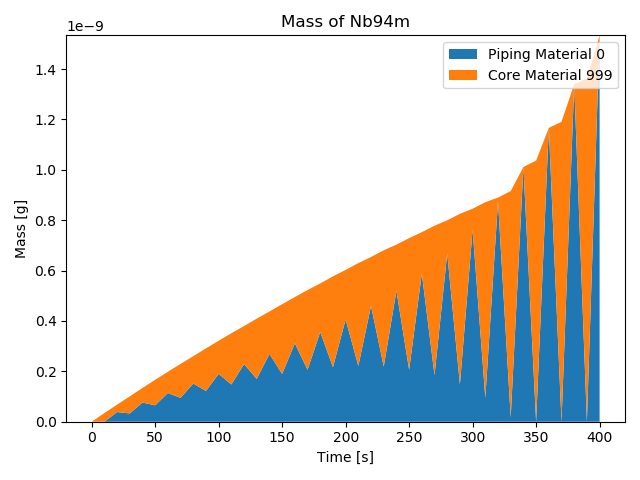 Mass of Nb94m
1e−9
Piping Material 0
Core Material 999
Mass [g]
1.4
1.2
1.0
0.8
0.6
0.4
0.2
0.0
0 50 100 150 200 250 300 350 400
Time [s]